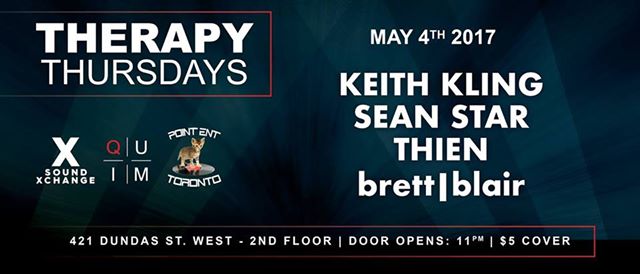 THERAPY
THURSDAYS
MAY 4TH 2017
KEITH KLING
SEAN STAR
THIEN
brett|blair
X
SOUND
XCHANGE
Q|U
I|M
POINT ENT
TORONTO
421 DUNDAS ST. WEST - 2ND FLOOR | DOOR OPENS: 11PM | $5 COVER